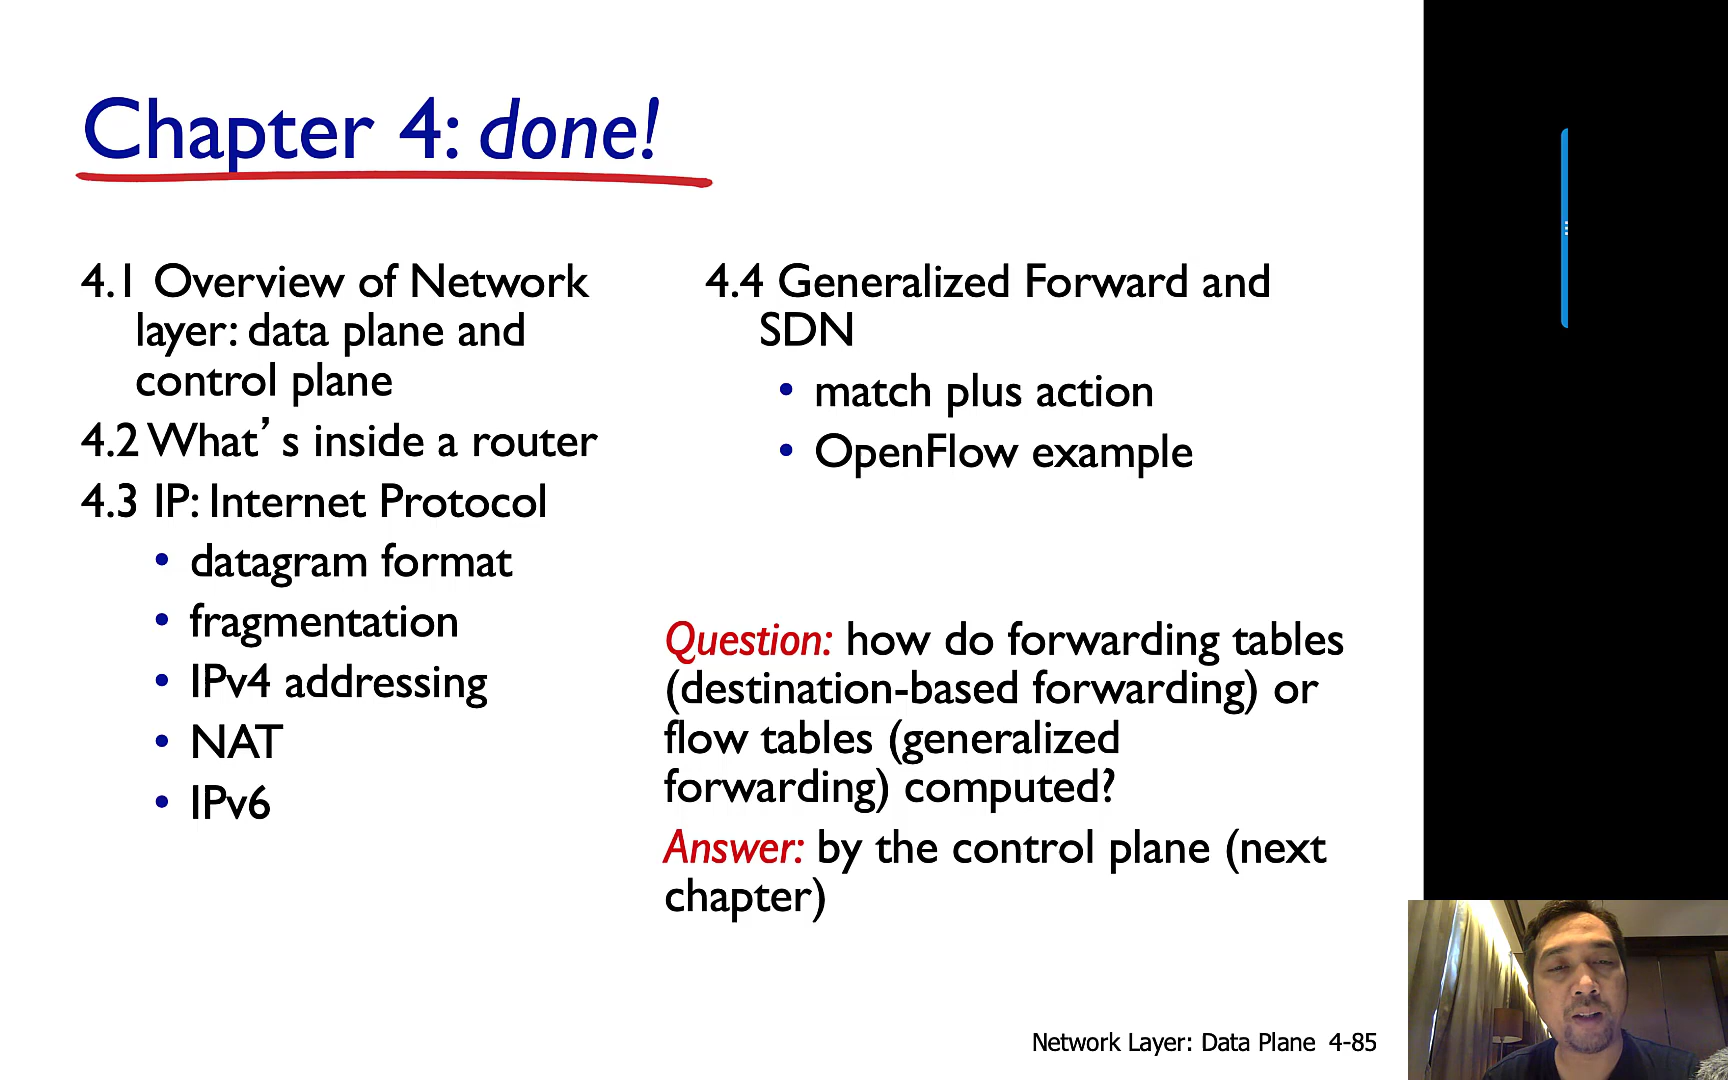 Chapter 4: done!
4.1 Overview of Network
layer: data plane and
control plane
4.2 What’s inside a router
4.3 IP: Internet Protocol
• datagram format
• fragmentation
• IPv4 addressing
• NAT
• IPv6
4.4 Generalized Forward and
SDN
• match plus action
• OpenFlow example
Question: how do forwarding tables
(destination-based forwarding) or
flow tables (generalized
forwarding) computed?
Answer: by the control plane (next
chapter)
Network Layer: Data Plane 4-85